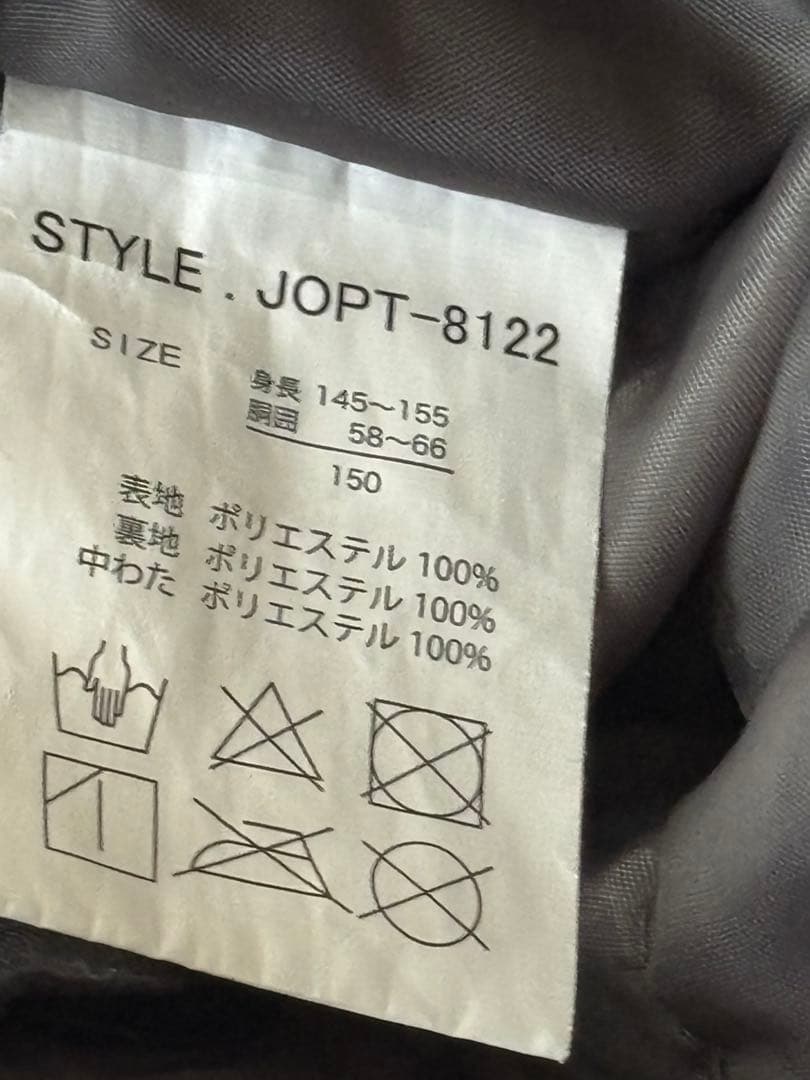 STYLE . JOPT-8122
SIZE
身長 145～155
胴囲 58～66
150
表地 ポリエステル 100%
裏地 ポリエステル 100%
中わた ポリエステル 100%